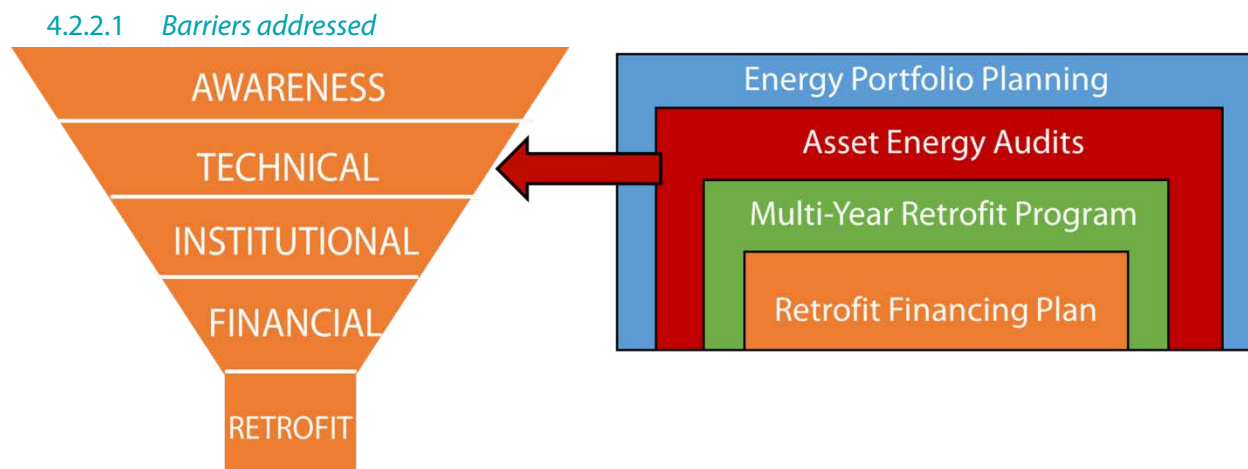 4.2.2.1 Barriers addressed
AWARENESS
TECHNICAL
INSTITUTIONAL
FINANCIAL
RETROFIT
Energy Portfolio Planning
Asset Energy Audits
Multi-Year Retrofit Program
Retrofit Financing Plan